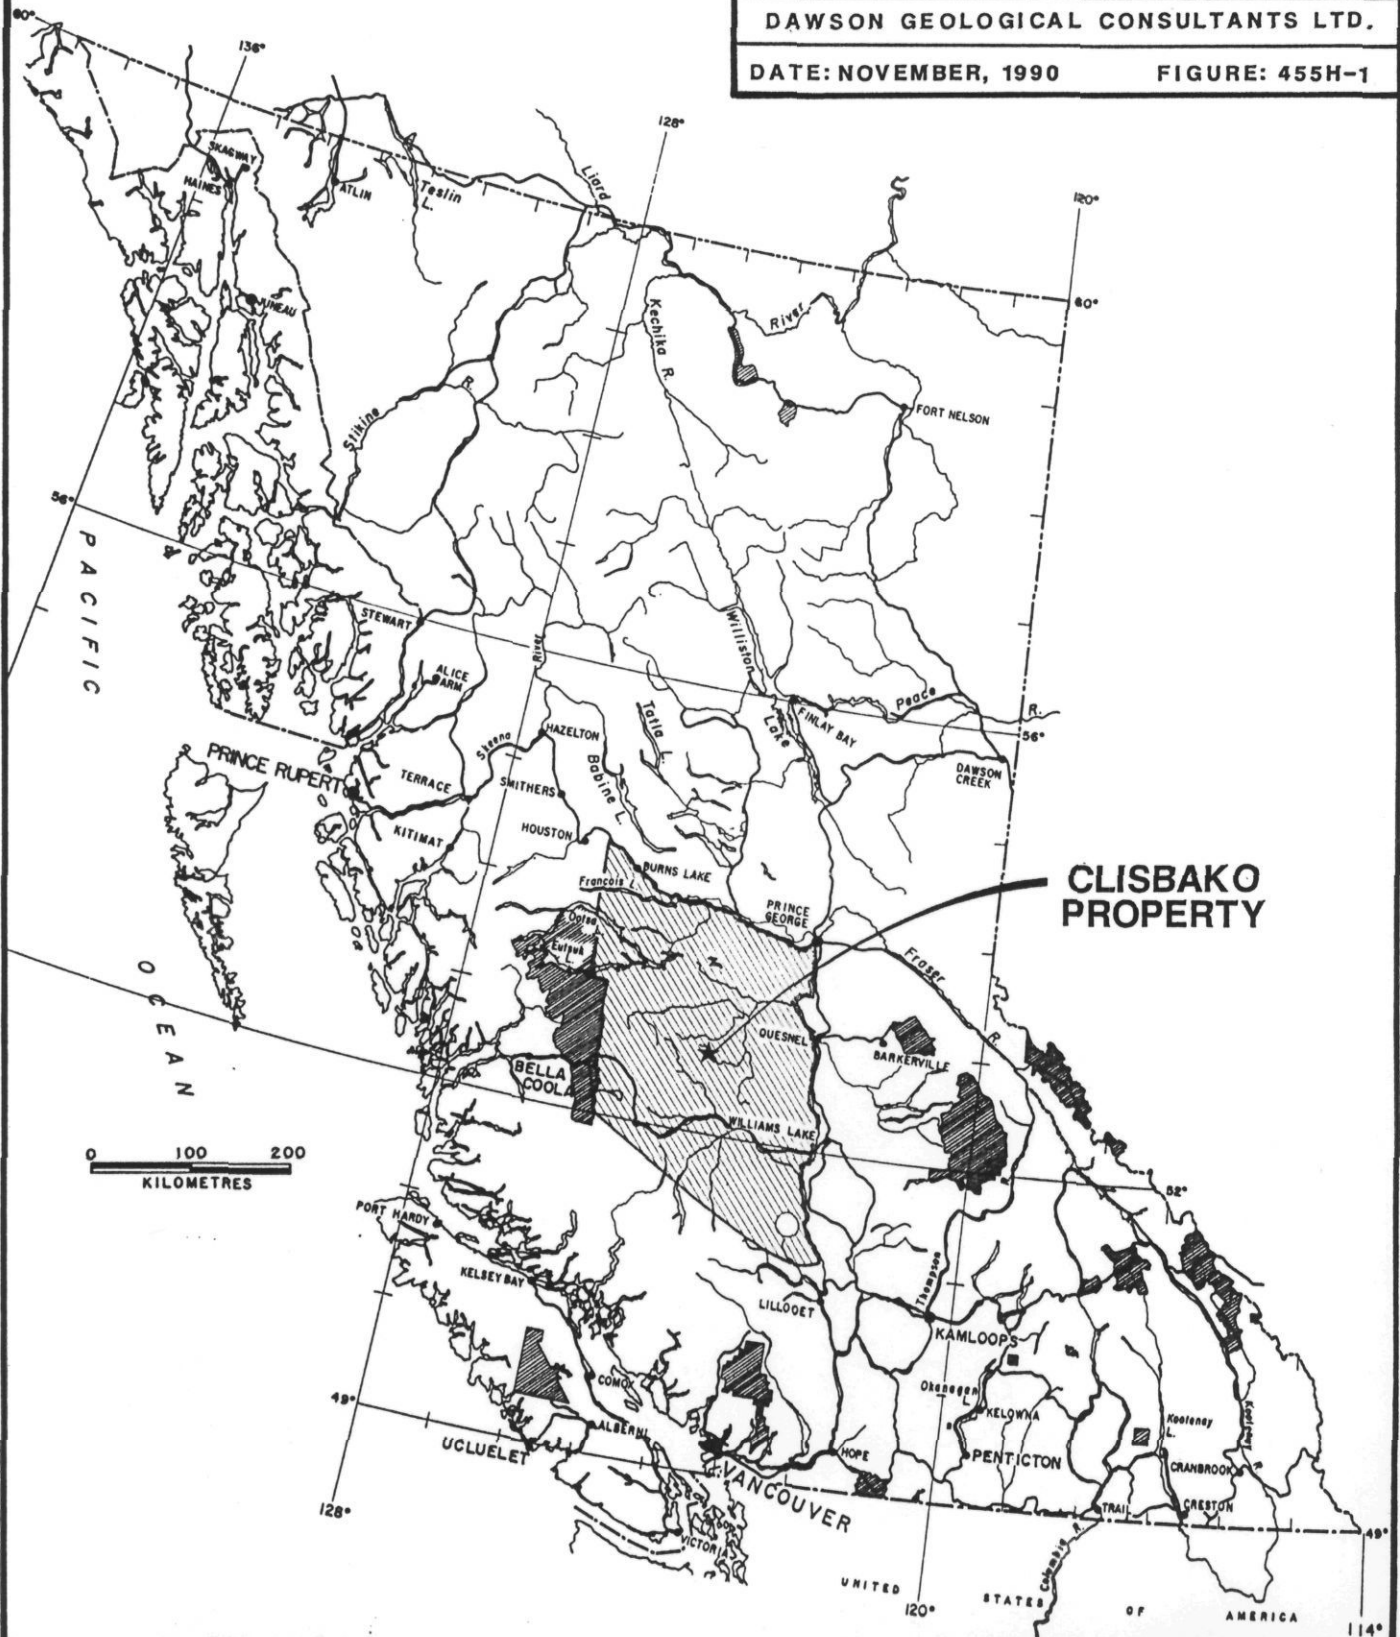 DAWSON GEOLOGICAL CONSULTANTS LTD.
DATE: NOVEMBER, 1990 FIGURE: 455H-1
60°
136°
128°
120°
SKAGWAY
HAINES
ATLIN
Teslin
L.
Liard
60°
JUNEAU
Kechika R.
River
FORT NELSON
Stikine
R.
56°
PACIFIC
STEWART
River
Williston
ALICE
ARM
Peace
R.
FINLAY BAY
Lake
56°
Tatla L.
HAZELTON
Skeena
PRINCE RUPERT
TERRACE
SMITHERS
Babine L.
DAWSON
CREEK
KITIMAT
HOUSTON
BURNS LAKE
Francois L.
CLISBAKO
PROPERTY
PRINCE
GEORGE
Ootsa
Eutsuk
L.
Fraser
R.
OCEAN
QUESNEL
BARKERVILLE
BELLA
COOLA
WILLIAMS LAKE
0 100 200
KILOMETRES
52°
R.
PORT HARDY
KELSEY BAY
Thompson
LILLOOET
KAMLOOPS
COMOX
Okanagan
L.
KELOWNA
Kootenay
L.
Kootenay
R.
49°
ALBERNI
UCLUELET
HOPE
PENTICTON
CRANBROOK
VANCOUVER
TRAIL
CRESTON
128°
VICTORIA
49°
Columbia R.
UNITED STATES OF AMERICA
120°
114°